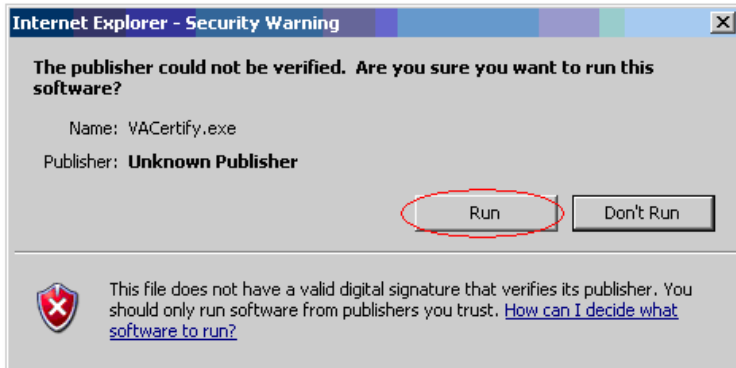 Internet Explorer - Security Warning
The publisher could not be verified. Are you sure you want to run this
software?
Name: VACertify.exe
Publisher: Unknown Publisher
Run
Don't Run
This file does not have a valid digital signature that verifies its publisher. You
should only run software from publishers you trust. How can I decide what
software to run?